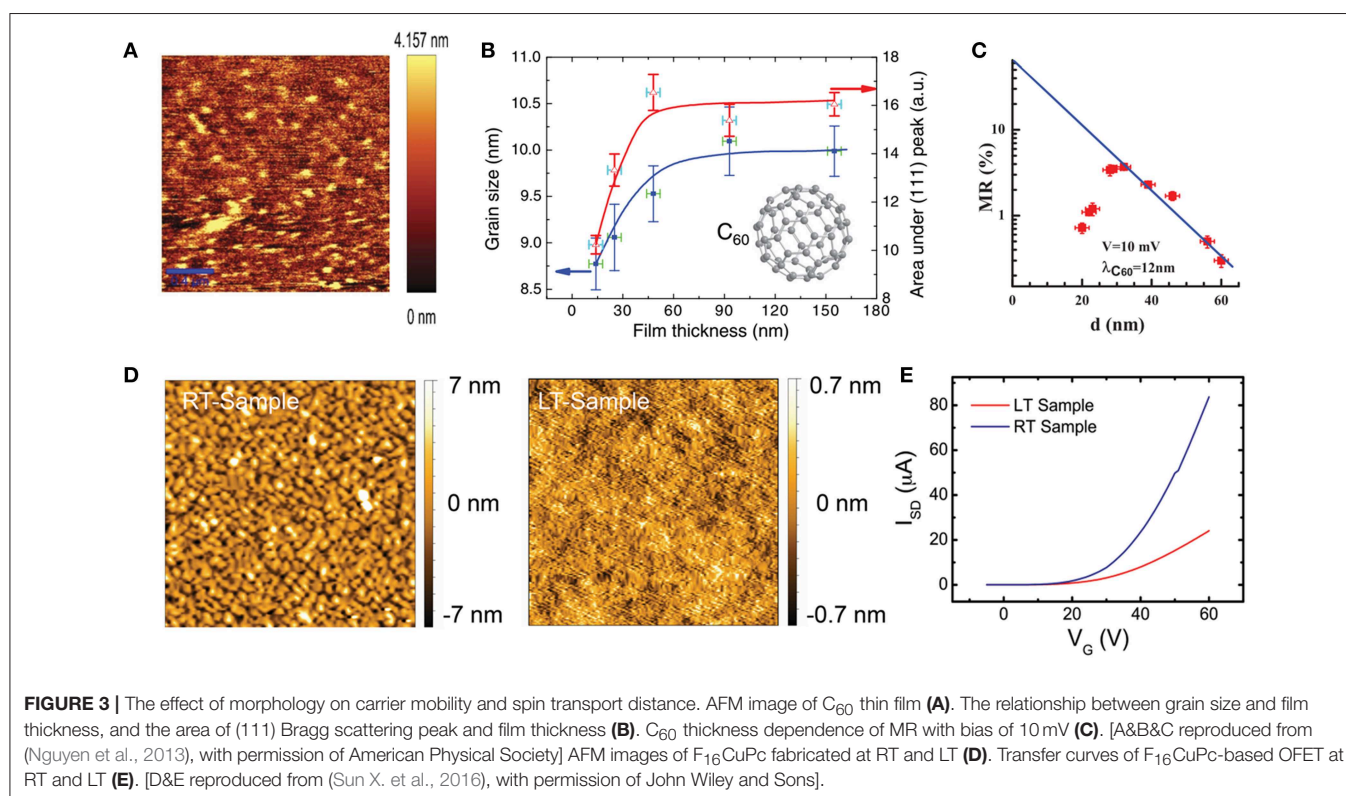 A
4.157 nm
0 nm
B
11.0
10.5
10.0
9.5
9.0
8.5
Grain size (nm)
18
16
14
12
10
8
Area under (111) peak (a.u.)
C₆₀
0 30 60 90 120 150 180
Film thickness (nm)
C
10
1
MR (%)
V=10 mV
λC60=12nm
0 20 40 60
d (nm)
D
RT-Sample
7 nm
0 nm
-7 nm
LT-Sample
0.7 nm
0 nm
-0.7 nm
E
80
60
40
20
0
I_SD (μA)
LT Sample
RT Sample
0 20 40 60
V_G (V)
FIGURE 3 | The effect of morphology on carrier mobility and spin transport distance. AFM image of C₆₀ thin film (A). The relationship between grain size and film
thickness, and the area of (111) Bragg scattering peak and film thickness (B). C₆₀ thickness dependence of MR with bias of 10 mV (C). [A&B&C reproduced from
(Nguyen et al., 2013), with permission of American Physical Society] AFM images of F₁₆CuPc fabricated at RT and LT (D). Transfer curves of F₁₆CuPc-based OFET at
RT and LT (E). [D&E reproduced from (Sun X. et al., 2016), with permission of John Wiley and Sons].